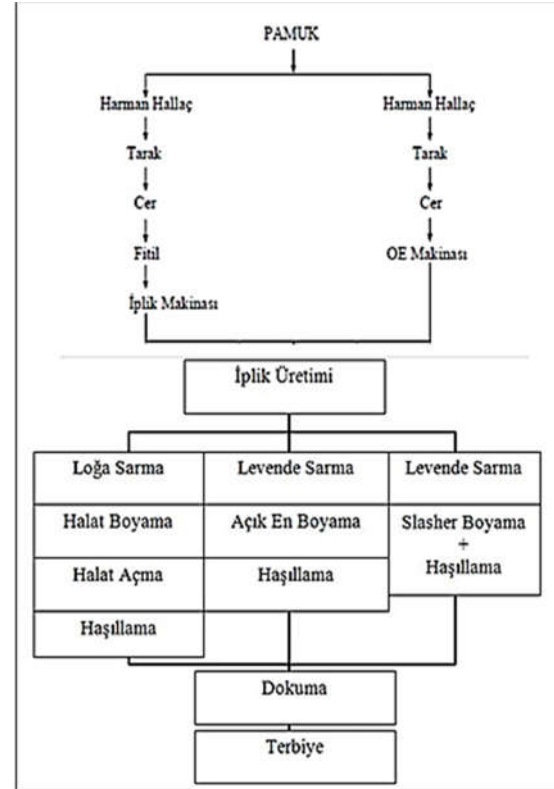 PAMUK
Harman Hallaç
Harman Hallaç
Tarak
Tarak
Cer
Cer
Fitil
OE Makinası
İplik Makinası
İplik Üretimi
Loğa Sarma
Levende Sarma
Levende Sarma
Halat Boyama
Açık En Boyama
Slasher Boyama
+
Haşıllama
Halat Açma
Haşıllama
Haşıllama
Dokuma
Terbiye